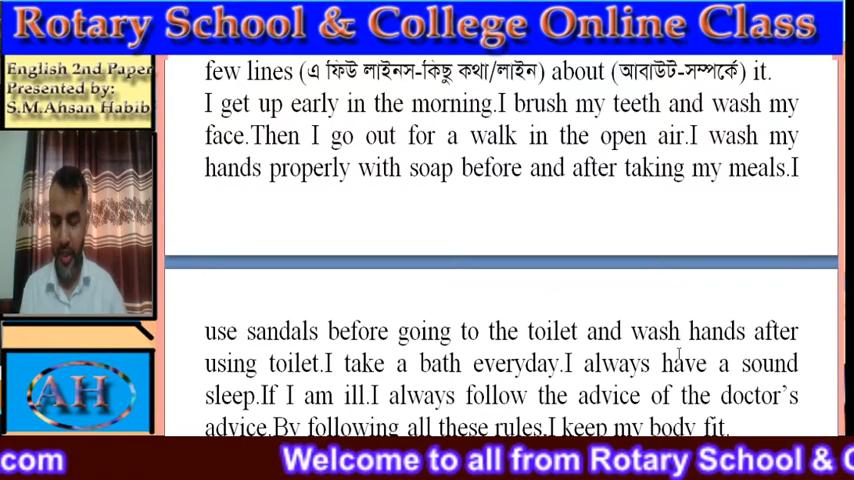 Rotary School & College Online Class
English 2nd Paper
Presented by:
S.M.Ahsan Habib
few lines (এ ফিউ লাইনস-কিছু কথা/লাইন) about (আবাউট-সম্পর্কে) it.
I get up early in the morning.I brush my teeth and wash my
face.Then I go out for a walk in the open air.I wash my
hands properly with soap before and after taking my meals.I
use sandals before going to the toilet and wash hands after
using toilet.I take a bath everyday.I always have a sound
sleep.If I am ill.I always follow the advice of the doctor's
advice.By following all these rules.I keep my body fit.
AH
com
Welcome to all from Rotary School &